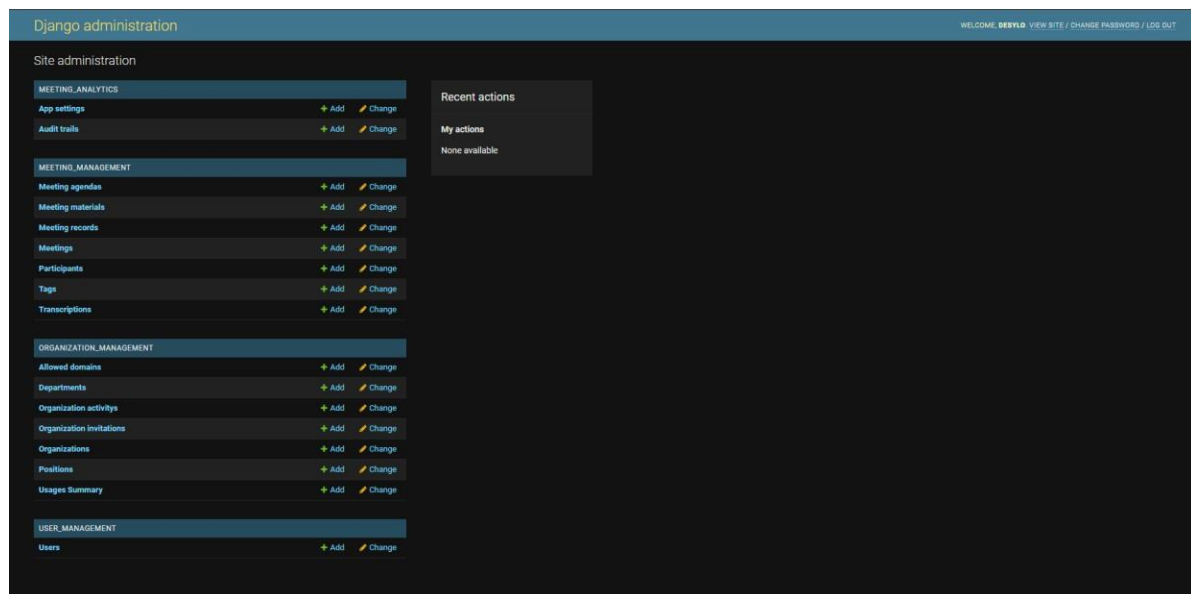 Django administration
WELCOME, DESYLO. VIEW SITE / CHANGE PASSWORD / LOG OUT
Site administration
MEETING_ANALYTICS
App settings + Add Change
Audit trails + Add Change
MEETING_MANAGEMENT
Meeting agendas + Add Change
Meeting materials + Add Change
Meeting records + Add Change
Meetings + Add Change
Participants + Add Change
Tags + Add Change
Transcriptions + Add Change
ORGANIZATION_MANAGEMENT
Allowed domains + Add Change
Departments + Add Change
Organization activitys + Add Change
Organization invitations + Add Change
Organizations + Add Change
Positions + Add Change
Usages Summary + Add Change
USER_MANAGEMENT
Users + Add Change
Recent actions
My actions
None available